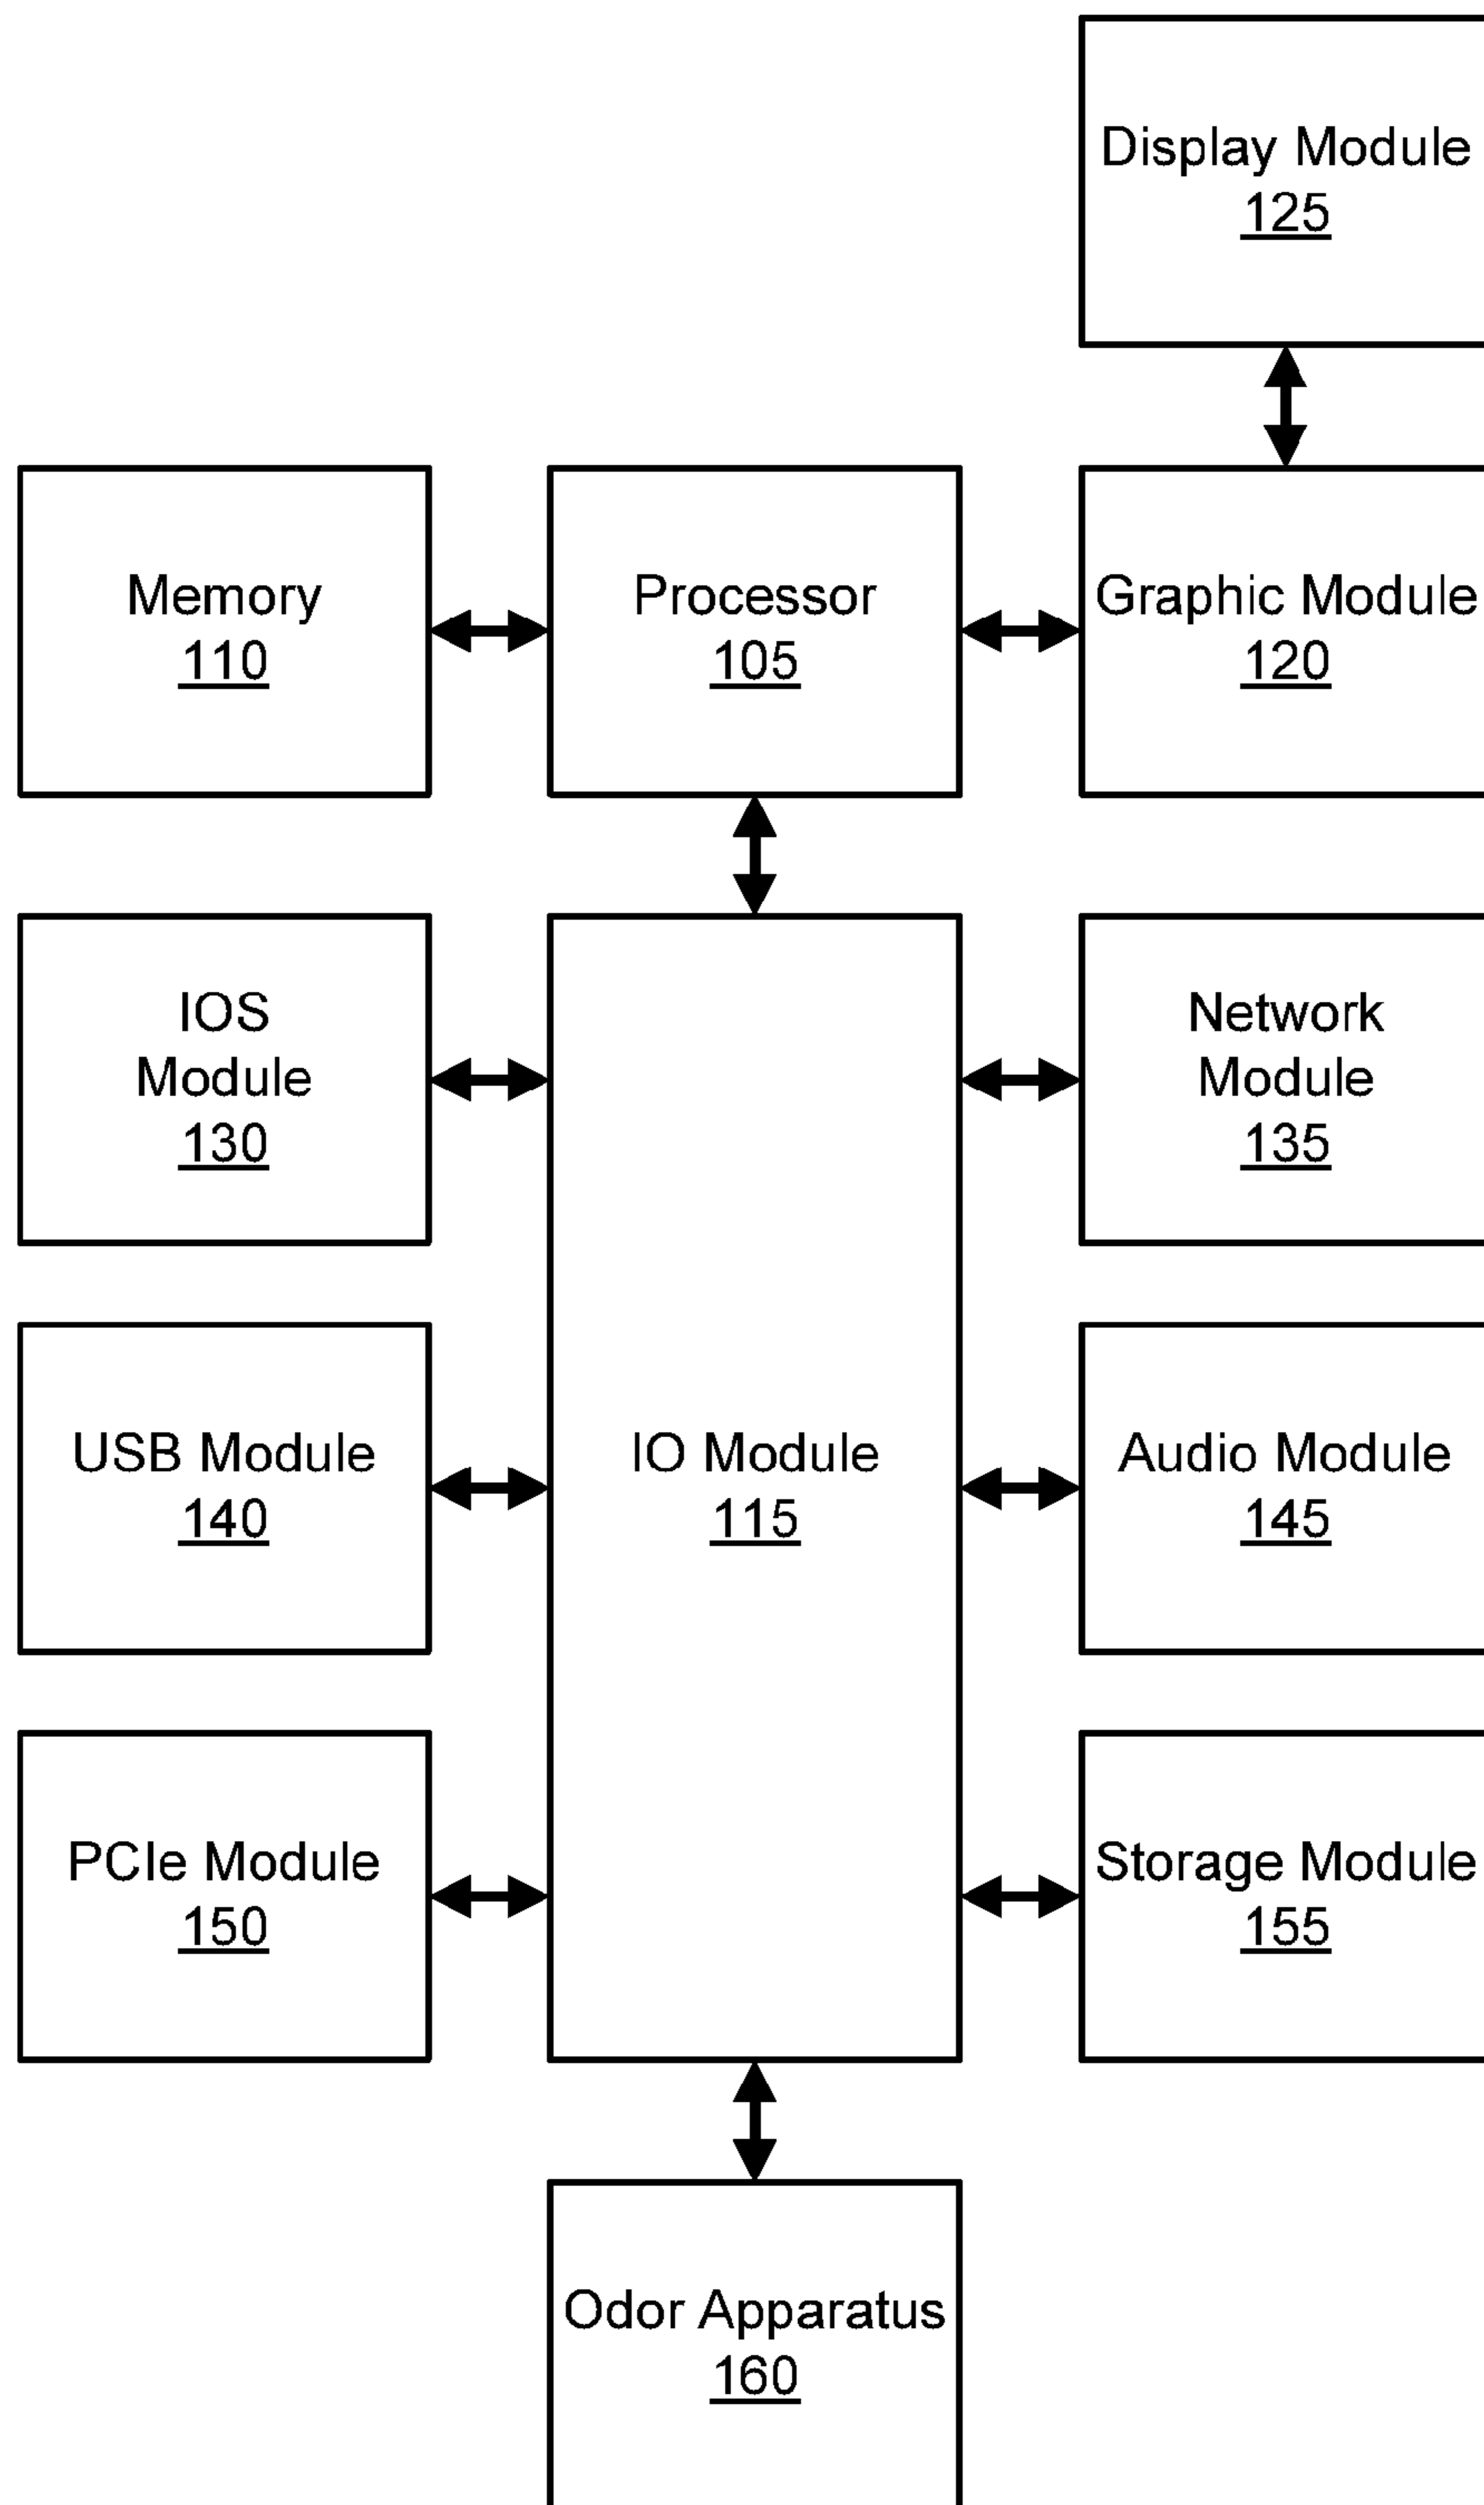 Display Module
125
Memory
110
Processor
105
Graphic Module
120
IOS
Module
130
Network
Module
135
USB Module
140
IO Module
115
Audio Module
145
PCIe Module
150
Storage Module
155
Odor Apparatus
160